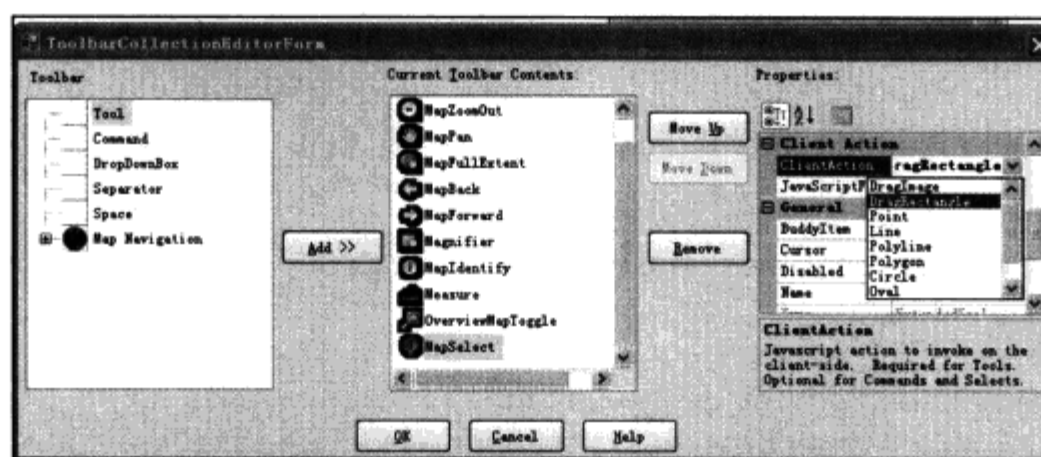 ToolbarCollectionEditorForm
Toolbar
Tool
Command
DropDownBox
Separator
Space
Map Navigation
Add >>
Current Toolbar Contents:
MapZoomOut
MapPan
MapFullExtent
MapBack
MapForward
Magnifier
MapIdentify
Measure
OverviewMapToggle
MapSelect
Move Up
Move Down
Remove
Properties:
Client Action
ClientAction ragRectangle
JavaScriptF
DragImage
DragRectangle
Point
Line
Polyline
Polygon
Circle
Oval
General
BuddyItem
Cursor
Disabled
Name
ClientAction
Javascript action to invoke on the
client-side. Required for Tools.
Optional for Commands and Selects.
OK
Cancel
Help